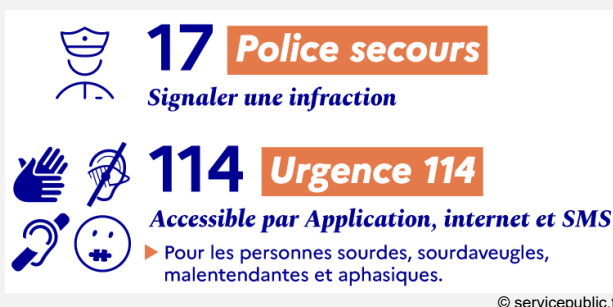 17 Police secours
Signaler une infraction
114 Urgence 114
Accessible par Application, internet et SMS
Pour les personnes sourdes, sourdaveugles,
malentendantes et aphasiques.
© servicepublic.